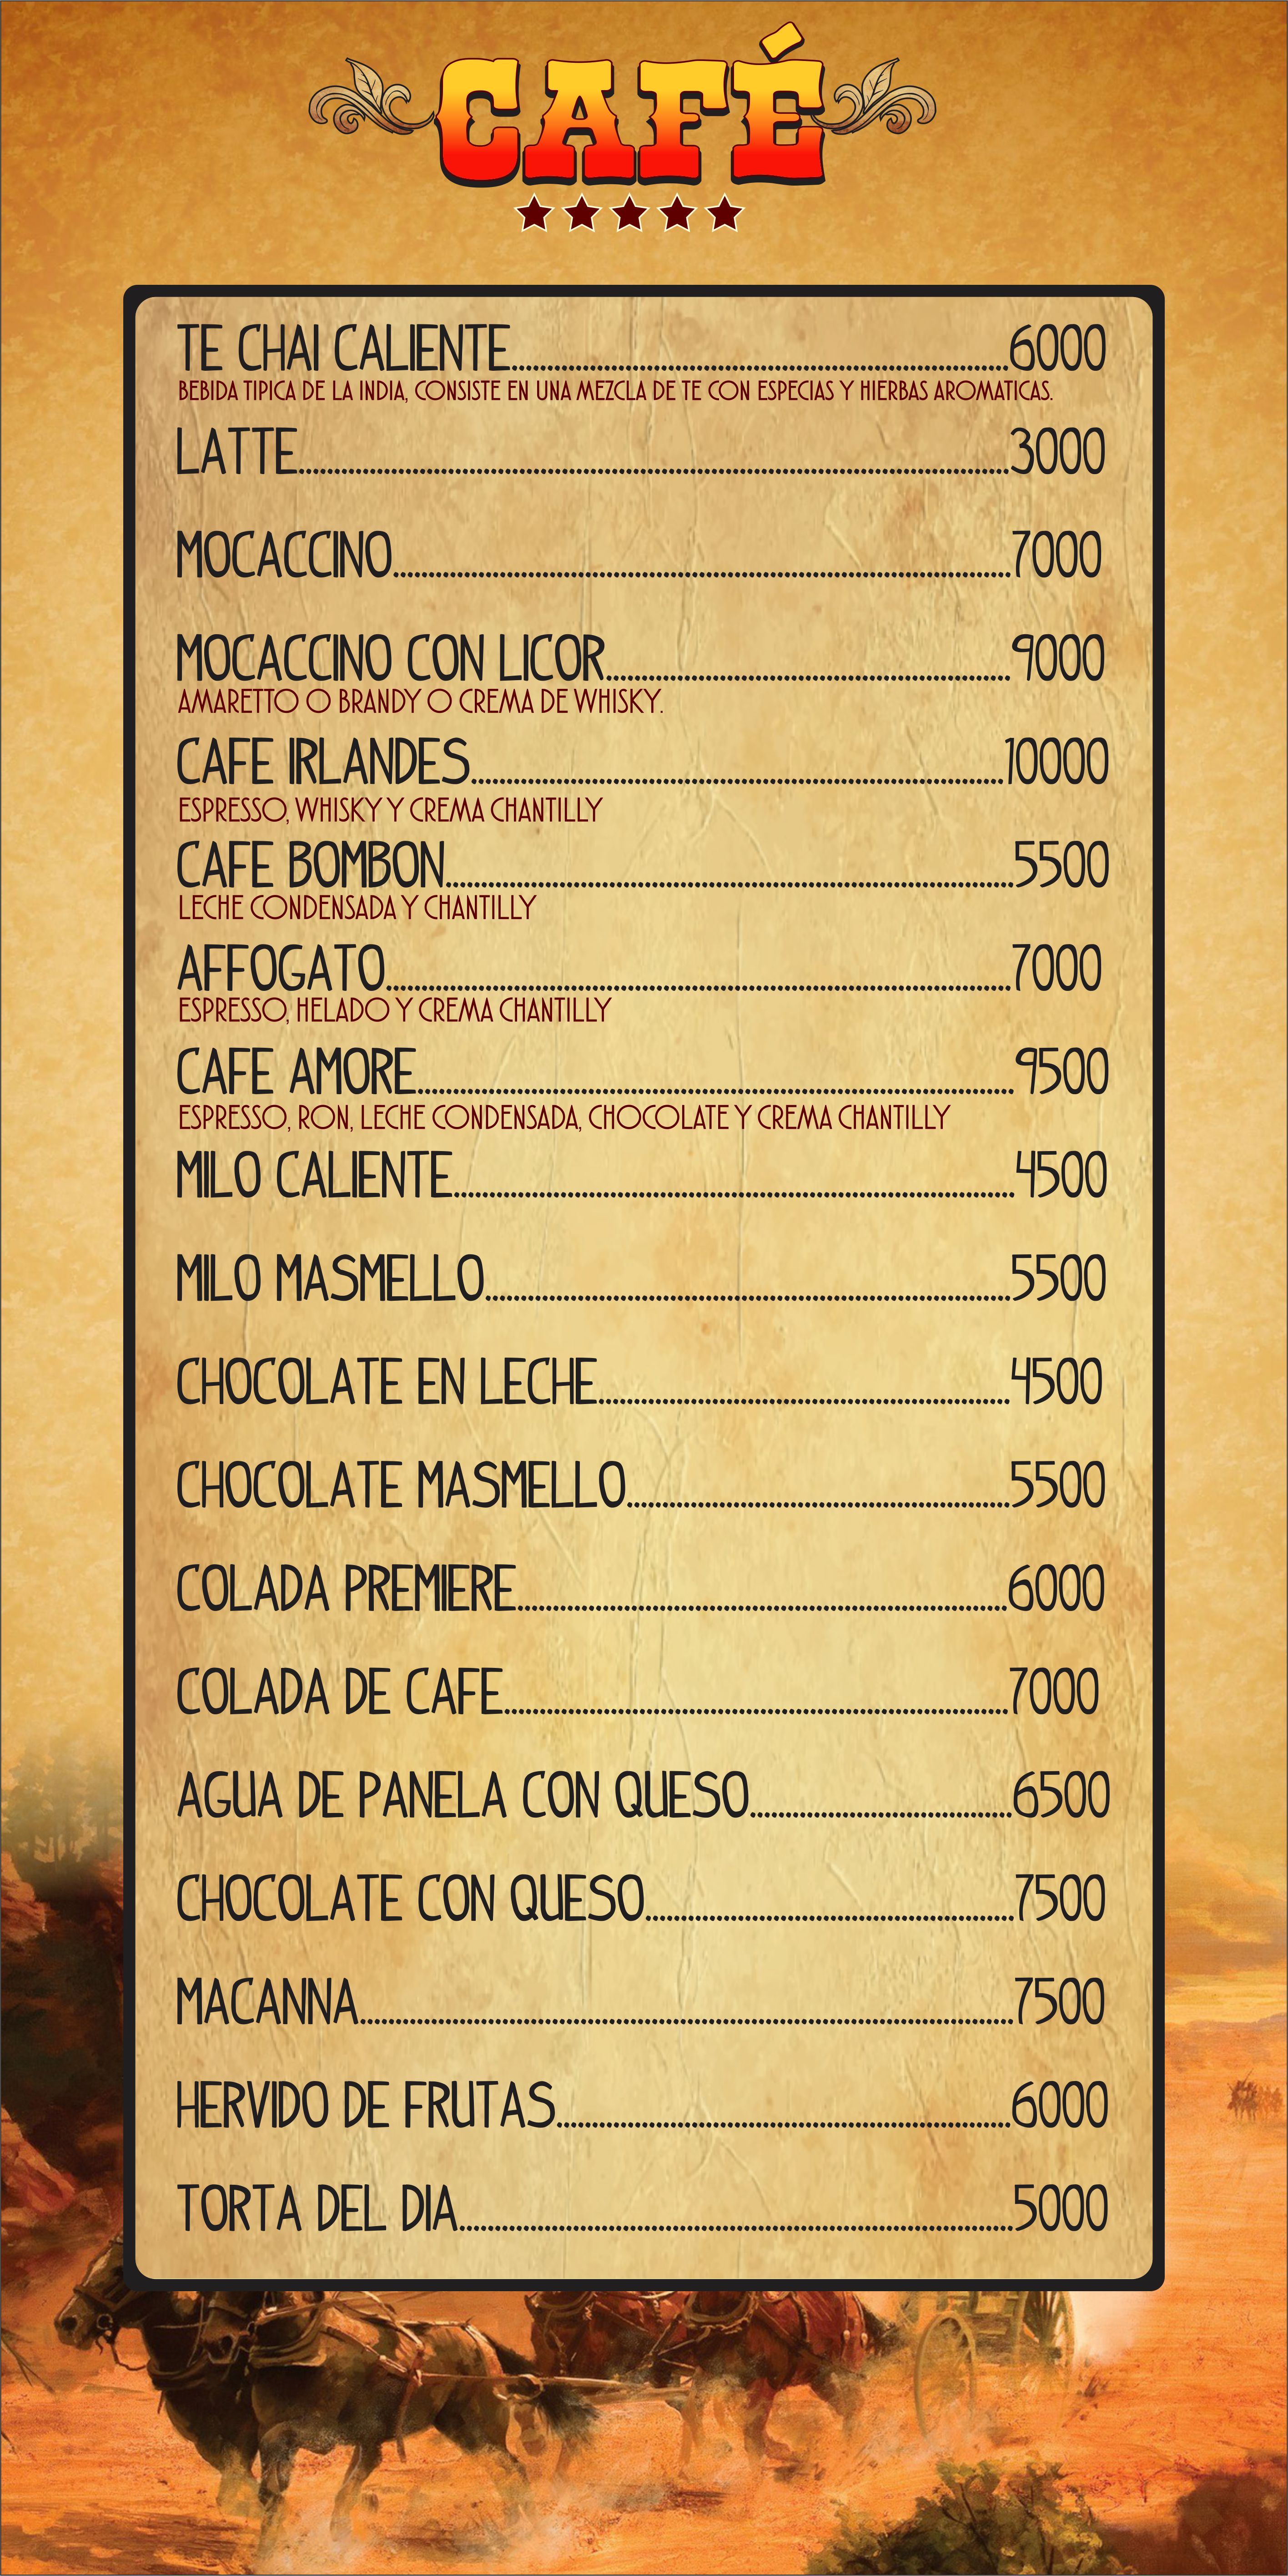 CAFÉ
TE CHAI CALIENTE........6000
BEBIDA TIPICA DE LA INDIA, CONSISTE EN UNA MEZCLA DE TE CON ESPECIAS Y HIERBAS AROMATICAS.
LATTE........3000
MOCACCINO........7000
MOCACCINO CON LICOR........9000
AMARETTO O BRANDY O CREMA DE WHISKY.
CAFE IRLANDES........10000
ESPRESSO, WHISKY Y CREMA CHANTILLY
CAFE BOMBON........5500
LECHE CONDENSADA Y CHANTILLY
AFFOGATO........7000
ESPRESSO, HELADO Y CREMA CHANTILLY
CAFE AMORE........9500
ESPRESSO, RON, LECHE CONDENSADA, CHOCOLATE Y CREMA CHANTILLY
MILO CALIENTE........4500
MILO MASMELLO........5500
CHOCOLATE EN LECHE........4500
CHOCOLATE MASMELLO........5500
COLADA PREMIERE........6000
COLADA DE CAFE........7000
AGUA DE PANELA CON QUESO........6500
CHOCOLATE CON QUESO........7500
MACANNA........7500
HERVIDO DE FRUTAS........6000
TORTA DEL DIA........5000